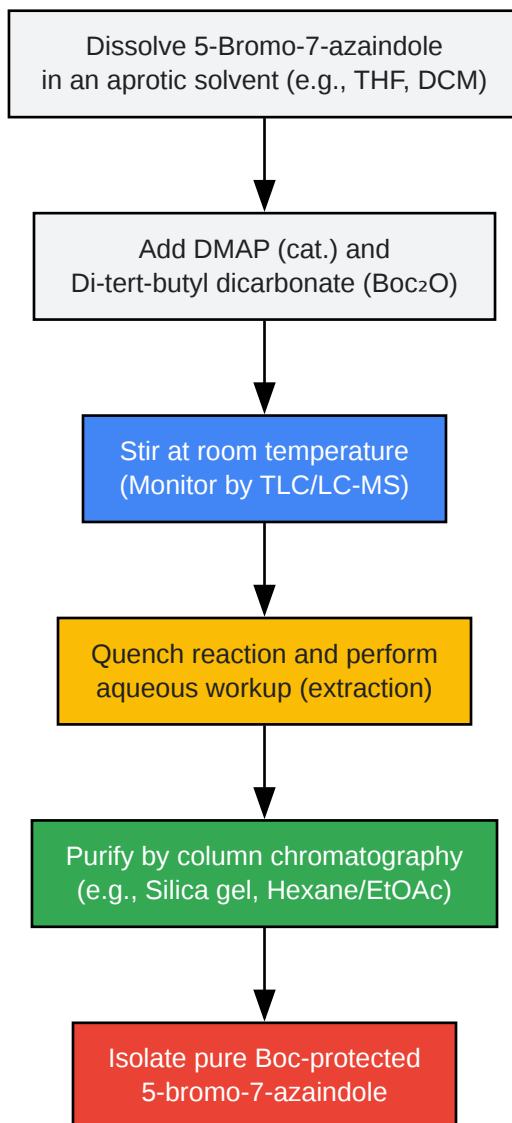 Dissolve 5-Bromo-7-azaindole
in an aprotic solvent (e.g., THF, DCM)
Add DMAP (cat.) and
Di-tert-butyl dicarbonate (Boc₂O)
Stir at room temperature
(Monitor by TLC/LC-MS)
Quench reaction and perform
aqueous workup (extraction)
Purify by column chromatography
(e.g., Silica gel, Hexane/EtOAc)
Isolate pure Boc-protected
5-bromo-7-azaindole